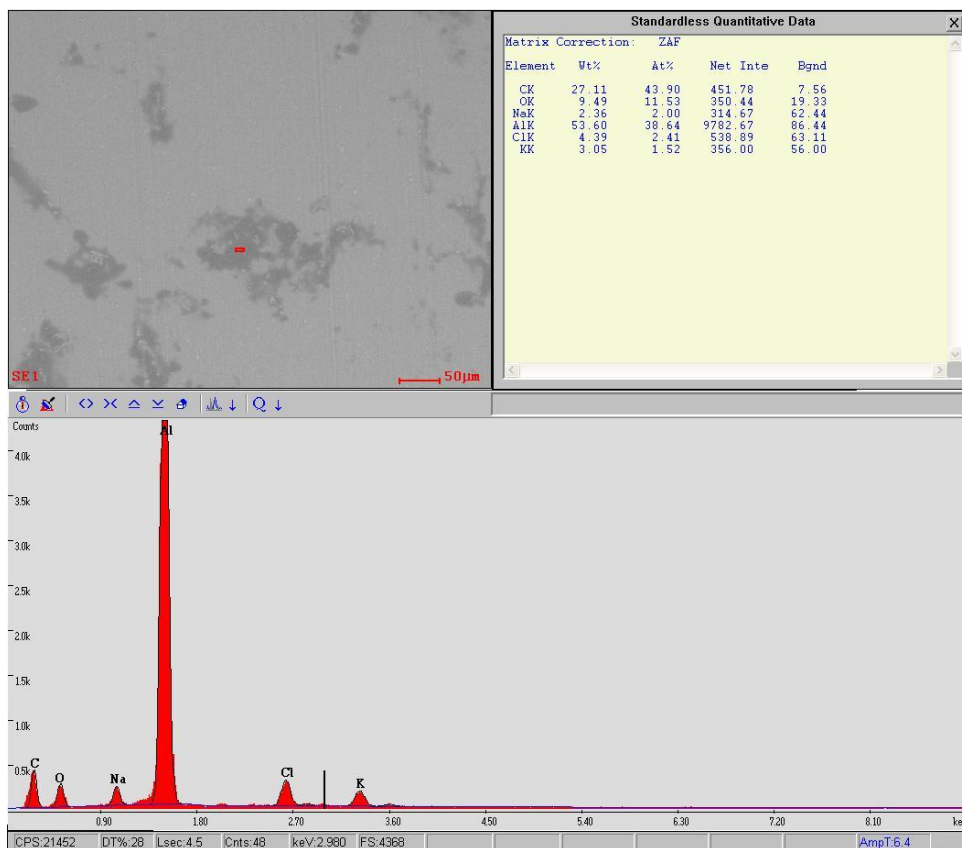 Standardless Quantitative Data X
Matrix Correction: ZAF
Element Wt% At% Net Inte Bgnd
CK 27.11 43.90 451.78 7.56
OK 9.49 11.53 350.44 19.33
NaK 2.36 2.00 314.67 62.44
AlK 53.60 38.64 9782.67 86.44
ClK 4.39 2.41 538.89 63.11
KK 3.05 1.52 356.00 56.00
SE1 50µm
Q
Counts
Al
4.0k
3.5k
3.0k
2.5k
2.0k
1.5k
1.0k
0.5k
C O Na Cl K
0.90 1.80 2.70 3.60 4.50 5.40 6.30 7.20 8.10 ke
CPS:21452 DT%:28 Lsec:4.5 Cnts:48 keV:2.980 FS:4368 AmpT:6.4